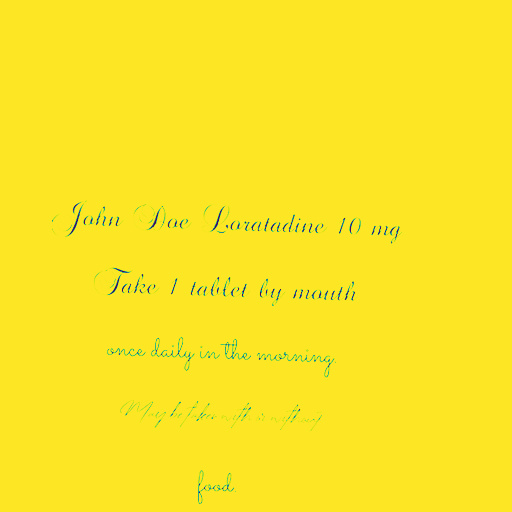 John Doe Loratadine 10 mg
Take 1 tablet by mouth
once daily in the morning.
May be taken with or without
food.